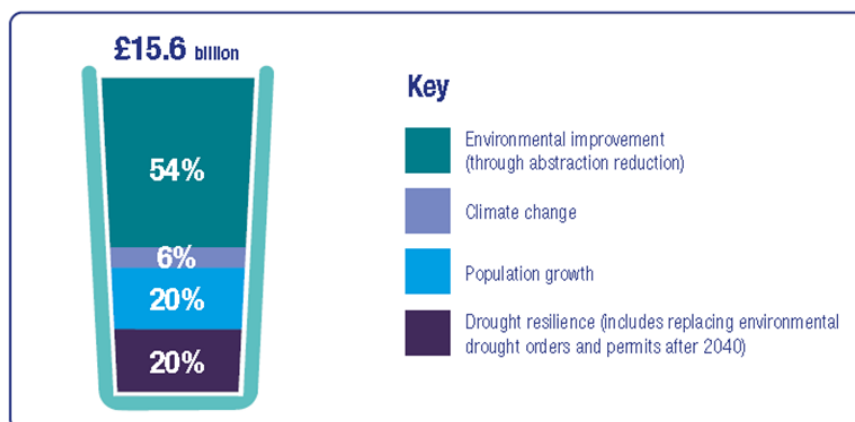 £15.6 billion
54%
6%
20%
20%
Key
Environmental improvement
(through abstraction reduction)
Climate change
Population growth
Drought resilience (includes replacing environmental
drought orders and permits after 2040)